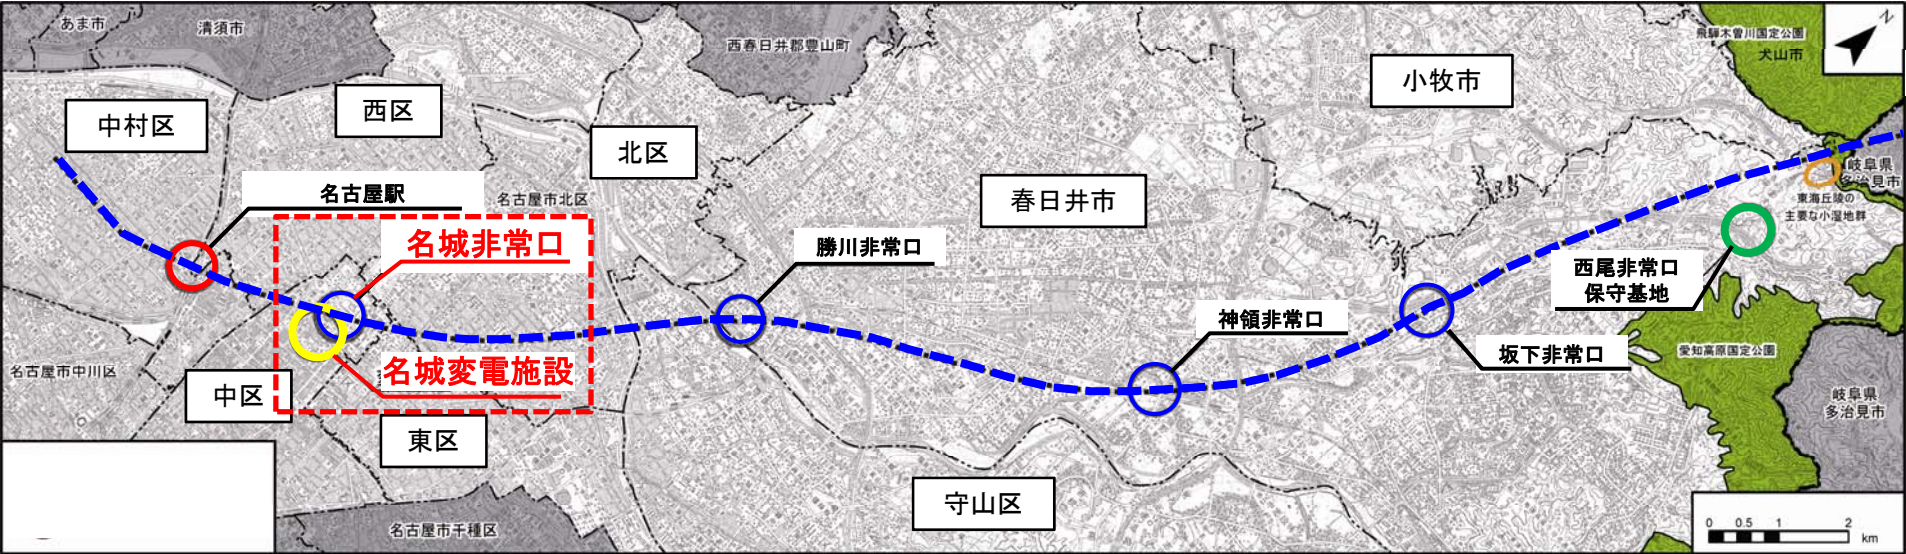 あま市
清須市
西春日井郡豊山町
飛騨木曽川国定公園
犬山市
N
中村区
西区
北区
小牧市
春日井市
名古屋駅
名古屋市北区
岐阜県
多治見市
東海丘陵の
主要な小湿地群
名城非常口
勝川非常口
西尾非常口
保守基地
神領非常口
坂下非常口
愛知高原国定公園
名古屋市中川区
名城変電施設
中区
東区
岐阜県
多治見市
守山区
名古屋市千種区
0 0.5 1 2
km